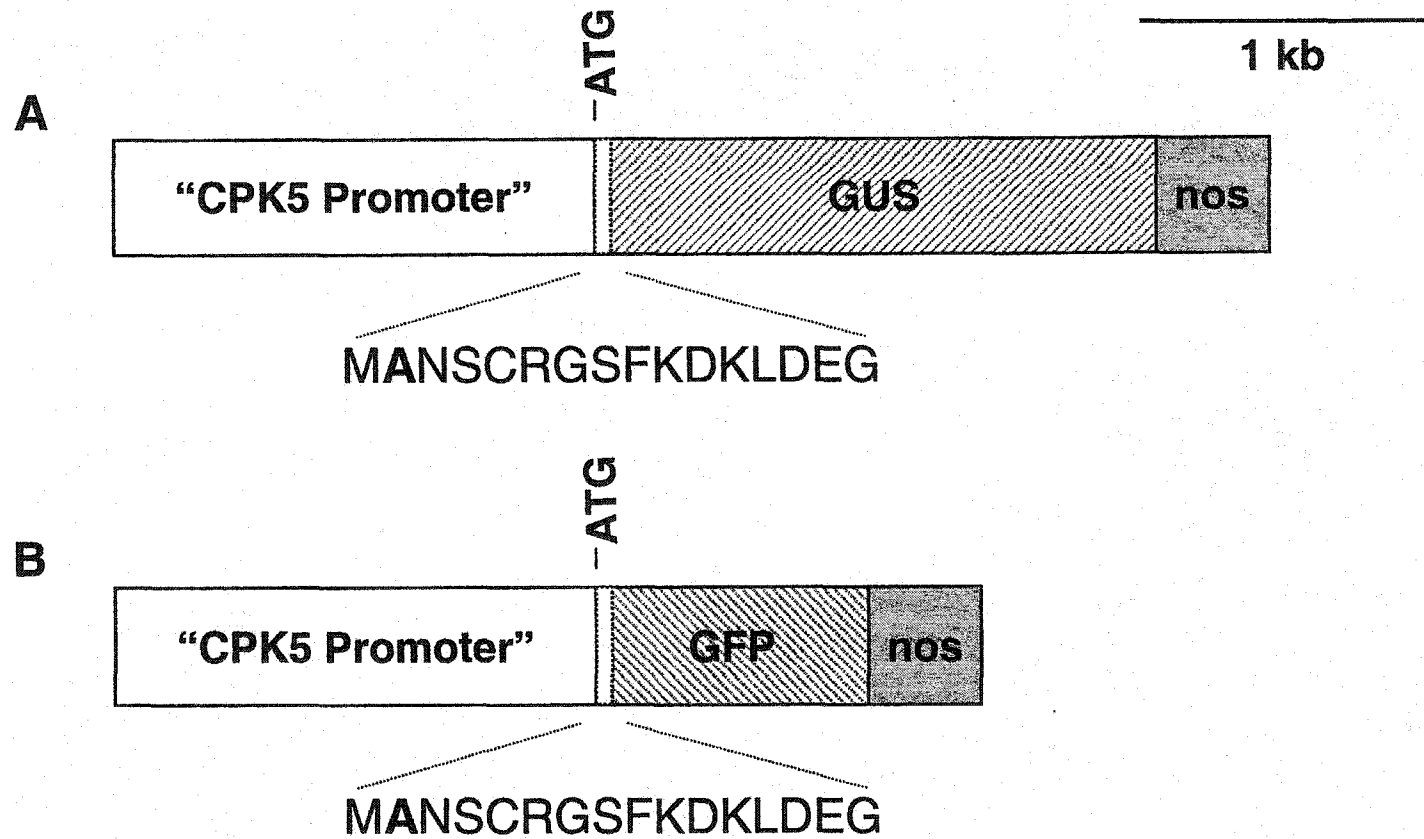 1 kb
A
ATG
“CPK5 Promoter”
GUS
nos
MANSCRGSFKDKLDEG
B
ATG
“CPK5 Promoter”
GFP
nos
MANSCRGSFKDKLDEG